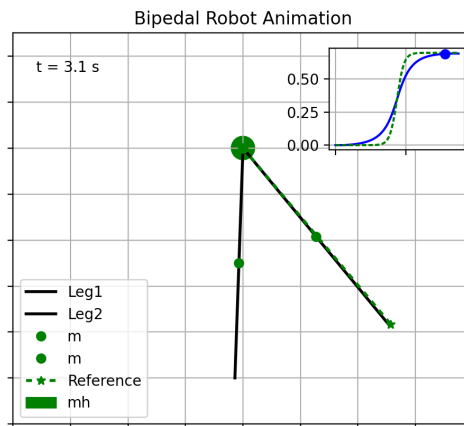 Bipedal Robot Animation
t = 3.1 s
0.50
0.25
0.00
Leg1
Leg2
m
m
Reference
mh